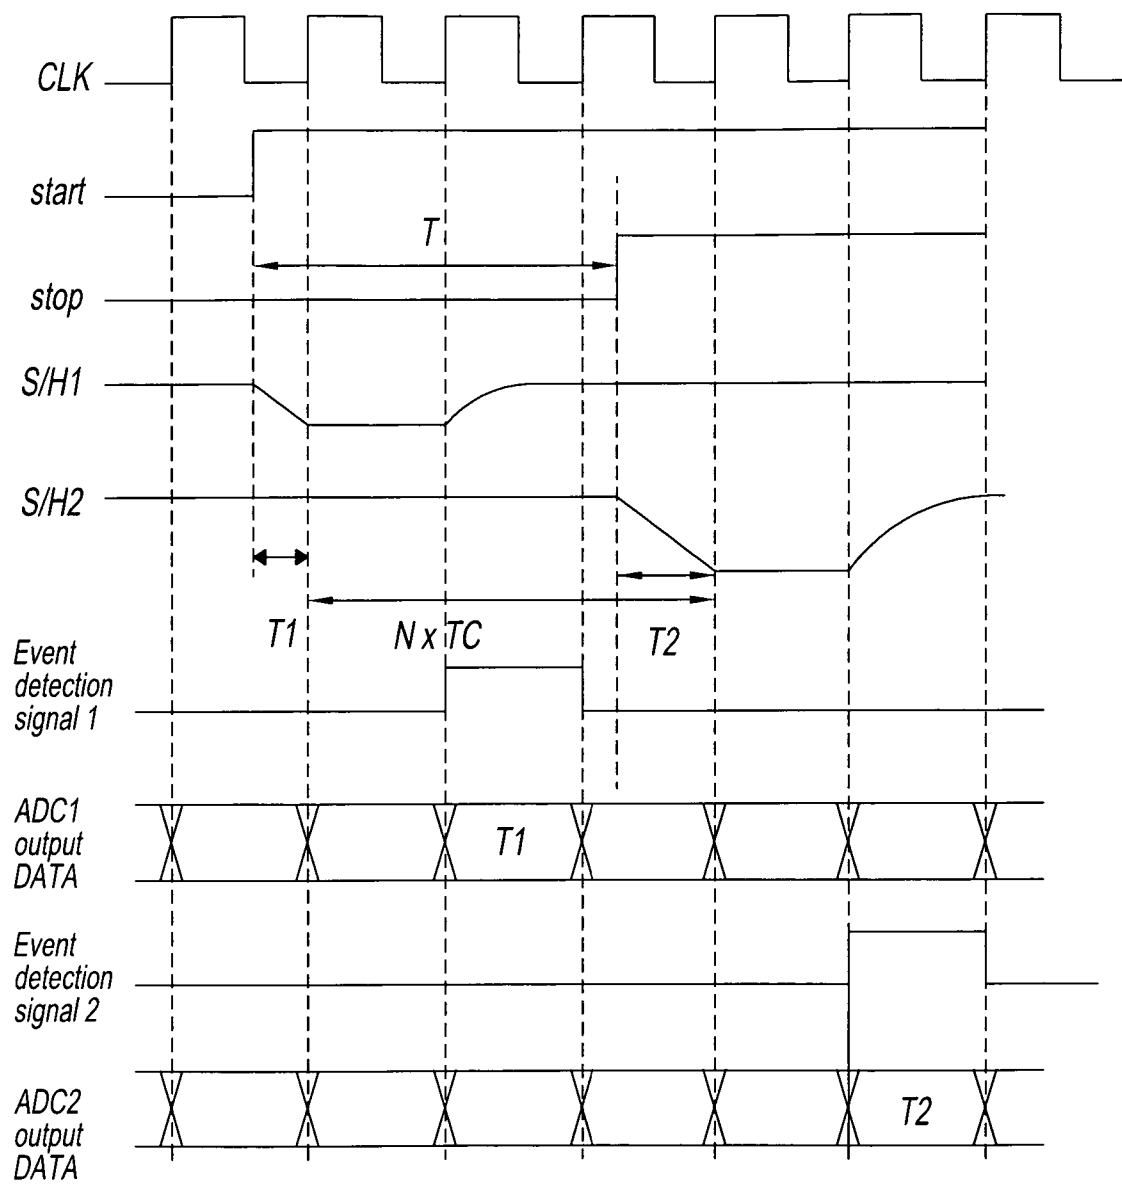 CLK
start
T
stop
S/H1
S/H2
T1
N x TC
T2
Event
detection
signal 1
ADC1
output
DATA
T1
Event
detection
signal 2
ADC2
output
DATA
T2